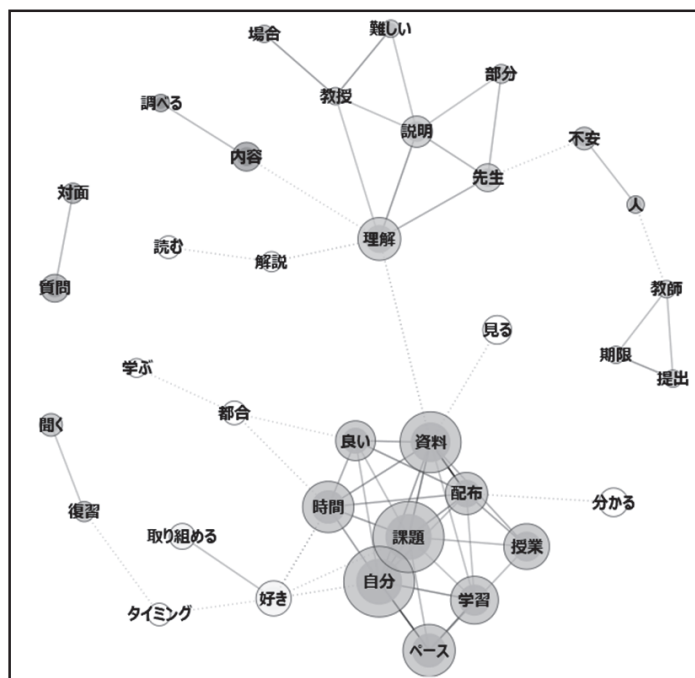 難しい
場合
部分
教授
調べる
説明
不安
内容
先生
対面
人
理解
読む
解説
質問
教師
見る
期限
学ぶ
提出
都合
聞く
良い
資料
配布
分かる
時間
復習
取り組める
課題
授業
自分
好き
学習
タイミング
ペース